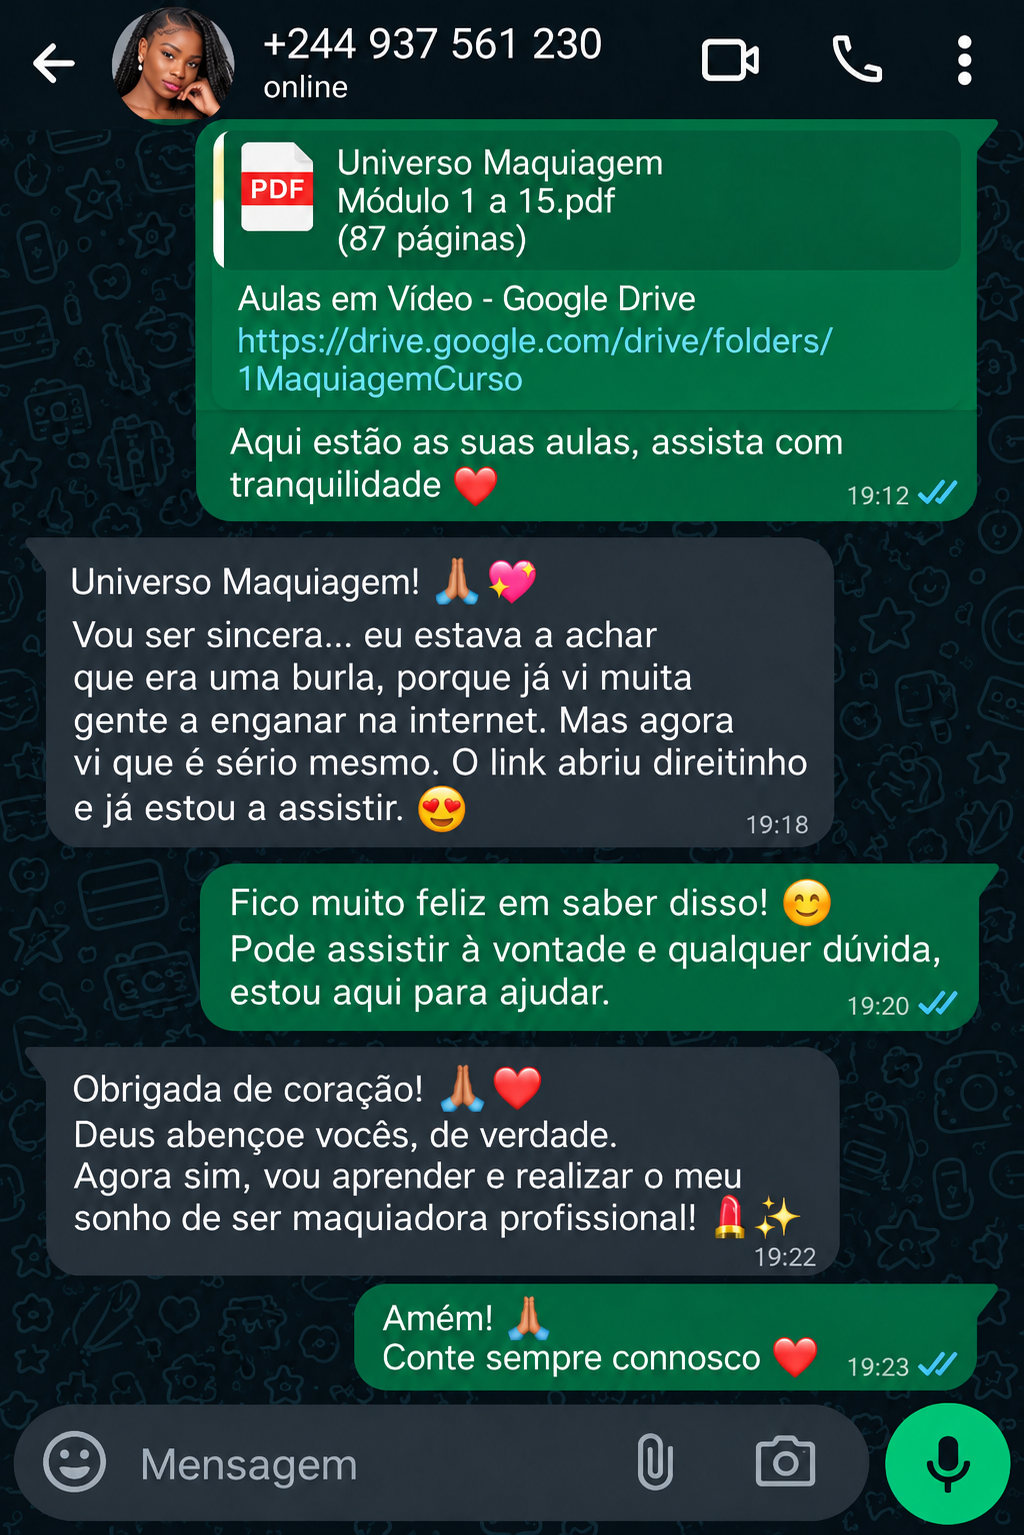 +244 937 561 230
online
PDF
Universo Maquiagem
Módulo 1 a 15.pdf
(87 páginas)
Aulas em Vídeo - Google Drive
https://drive.google.com/drive/folders/
1MaquiagemCurso
Aqui estão as suas aulas, assista com
tranquilidade ❤️
19:12
Universo Maquiagem! 🙏🏽💖
Vou ser sincera... eu estava a achar
que era uma burla, porque já vi muita
gente a enganar na internet. Mas agora
vi que é sério mesmo. O link abriu direitinho
e já estou a assistir. 😍
19:18
Fico muito feliz em saber disso! 😊
Pode assistir à vontade e qualquer dúvida,
estou aqui para ajudar.
19:20
Obrigada de coração! 🙏🏽❤️
Deus abençoe vocês, de verdade.
Agora sim, vou aprender e realizar o meu
sonho de ser maquiadora profissional! 💄✨
19:22
Amém! 🙏🏽
Conte sempre connosco ❤️
19:23
Mensagem